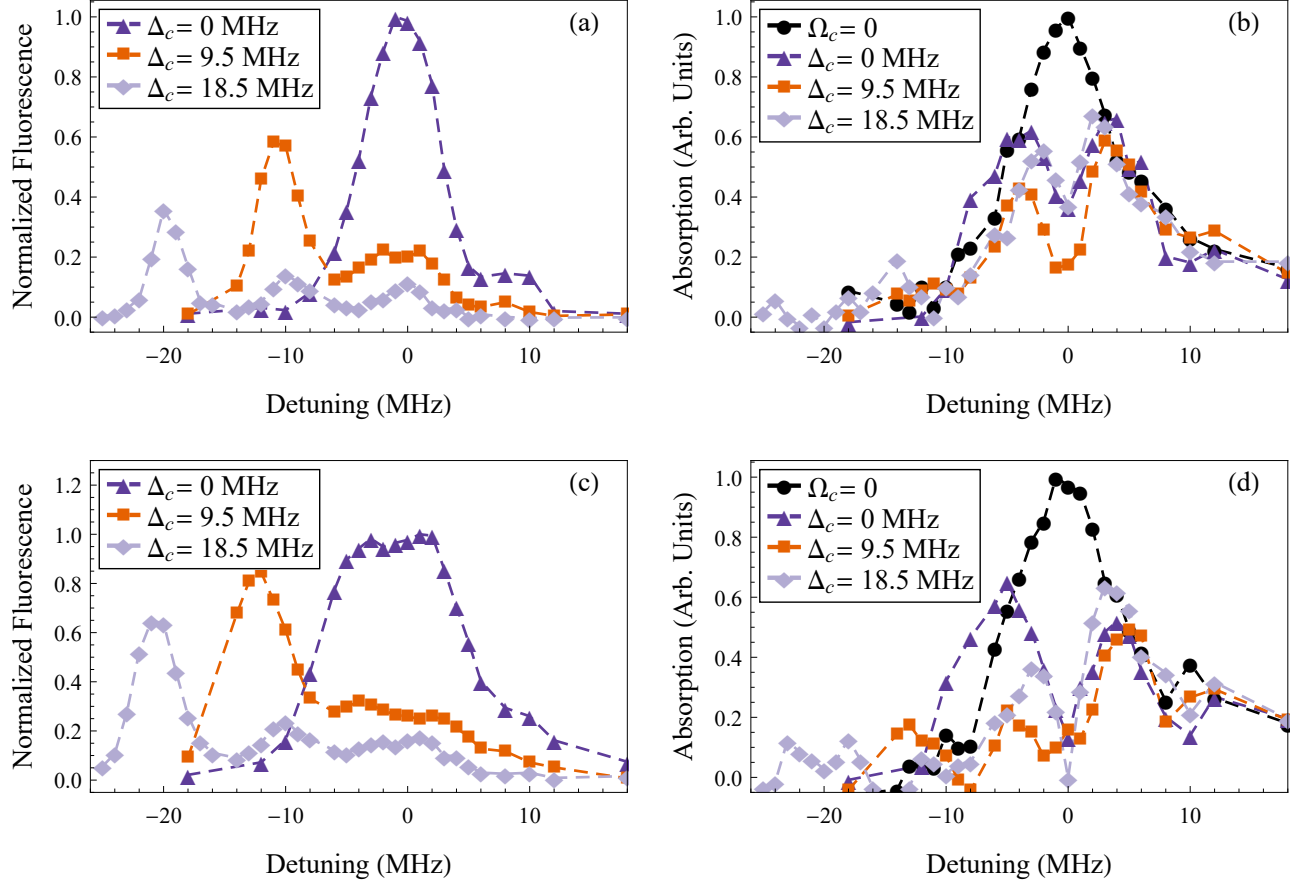 (a)
Δc = 0 MHz
Δc = 9.5 MHz
Δc = 18.5 MHz
Normalized Fluorescence
1.0
0.8
0.6
0.4
0.2
0.0
−20 −10 0 10
Detuning (MHz)
(b)
Ωc = 0
Δc = 0 MHz
Δc = 9.5 MHz
Δc = 18.5 MHz
Absorption (Arb. Units)
1.0
0.8
0.6
0.4
0.2
0.0
−20 −10 0 10
Detuning (MHz)
(c)
Δc = 0 MHz
Δc = 9.5 MHz
Δc = 18.5 MHz
Normalized Fluorescence
1.2
1.0
0.8
0.6
0.4
0.2
0.0
−20 −10 0 10
Detuning (MHz)
(d)
Ωc = 0
Δc = 0 MHz
Δc = 9.5 MHz
Δc = 18.5 MHz
Absorption (Arb. Units)
1.0
0.8
0.6
0.4
0.2
0.0
−20 −10 0 10
Detuning (MHz)